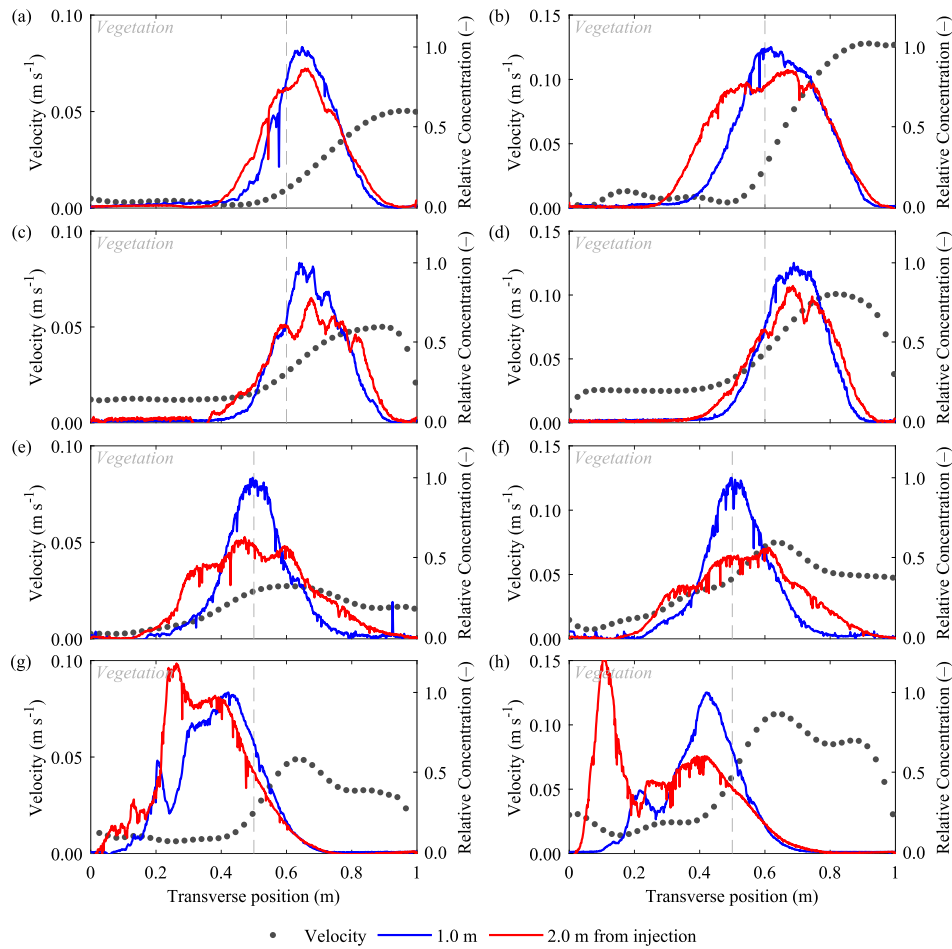 (a)
Vegetation
Velocity (m s-1)
0.10
0.05
0.00
Relative Concentration (–)
1.0
0.5
0.0
(b)
Vegetation
Velocity (m s-1)
0.15
0.10
0.05
0.00
Relative Concentration (–)
1.0
0.5
0.0
(c)
Vegetation
Velocity (m s-1)
0.10
0.05
0.00
Relative Concentration (–)
1.0
0.5
0.0
(d)
Vegetation
Velocity (m s-1)
0.15
0.10
0.05
0.00
Relative Concentration (–)
1.0
0.5
0.0
(e)
Vegetation
Velocity (m s-1)
0.10
0.05
0.00
Relative Concentration (–)
1.0
0.5
0.0
(f)
Vegetation
Velocity (m s-1)
0.15
0.10
0.05
0.00
Relative Concentration (–)
1.0
0.5
0.0
(g)
Vegetation
Velocity (m s-1)
0.10
0.05
0.00
Relative Concentration (–)
1.0
0.5
0.0
0 0.2 0.4 0.6 0.8 1
Transverse position (m)
(h)
Vegetation
Velocity (m s-1)
0.15
0.10
0.05
0.00
Relative Concentration (–)
1.0
0.5
0.0
0 0.2 0.4 0.6 0.8 1
Transverse position (m)
Velocity 1.0 m 2.0 m from injection